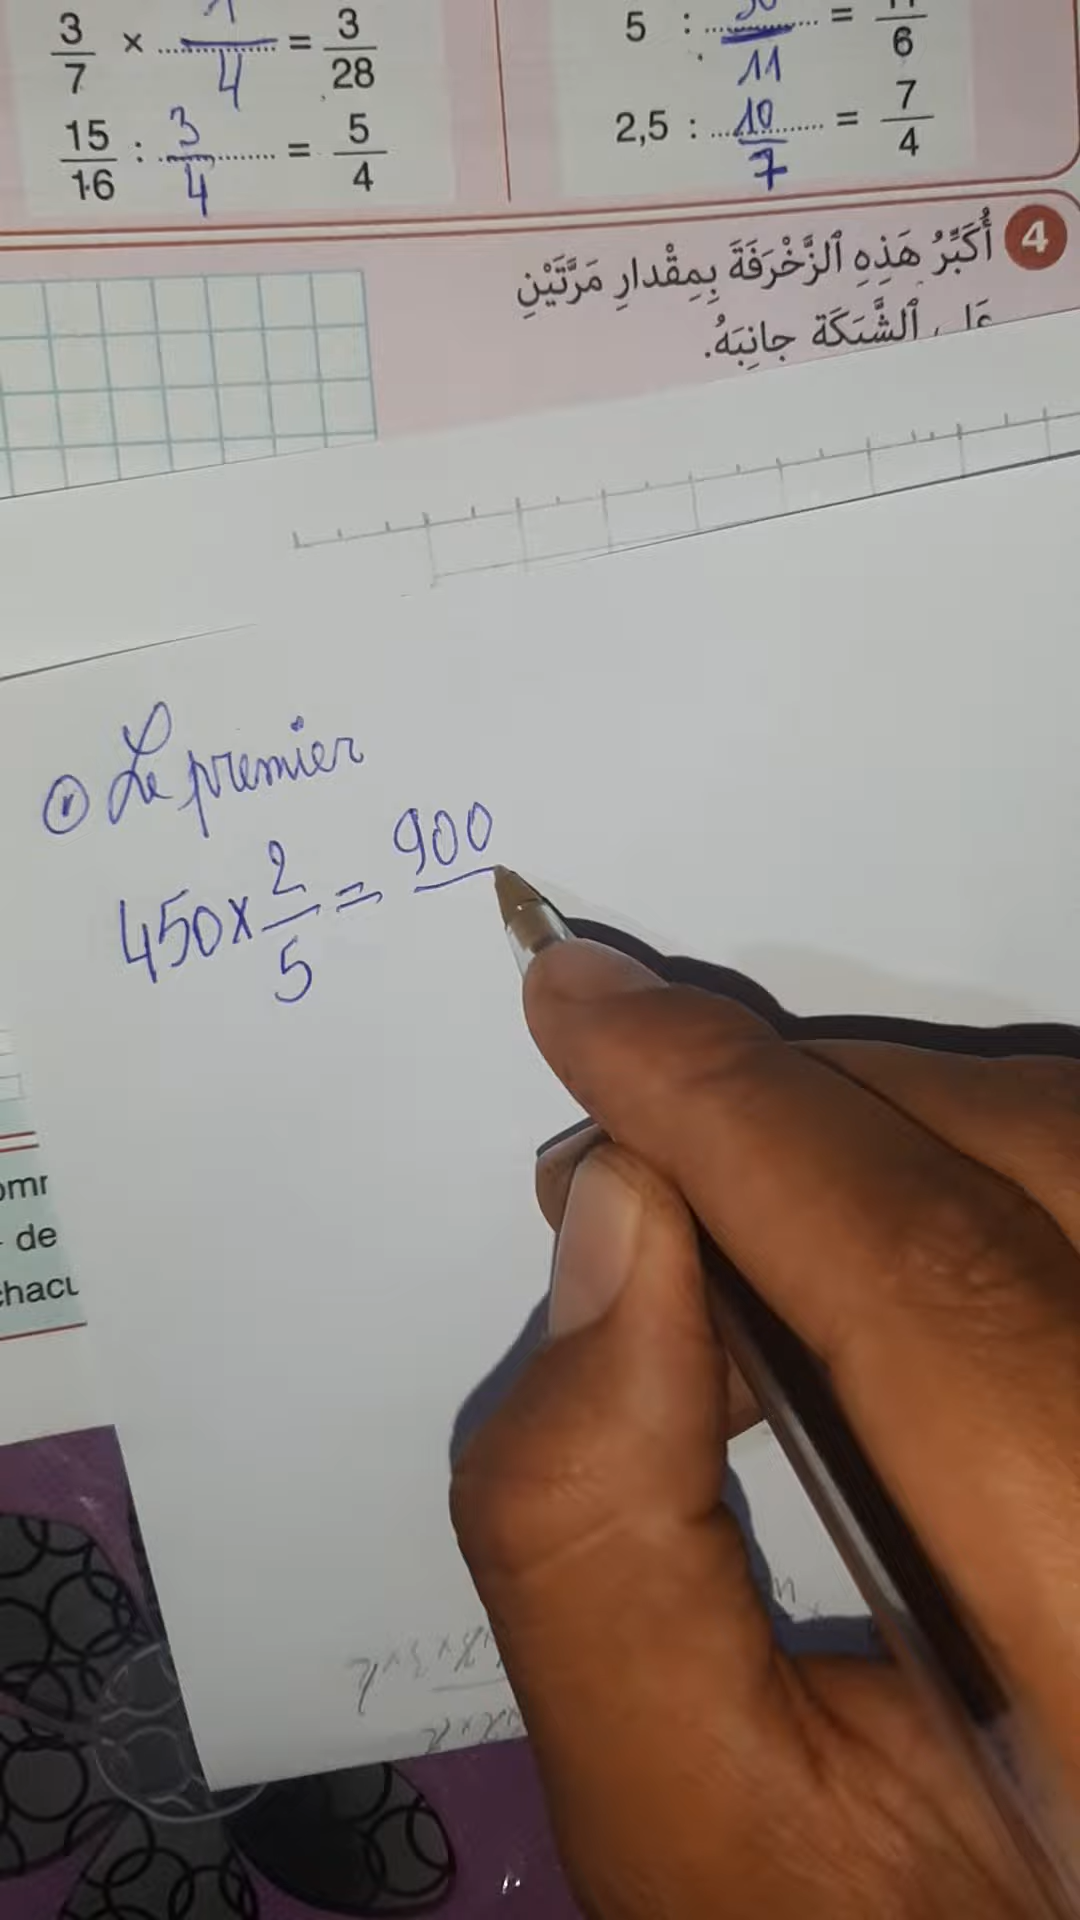 3/7 × 1/4 = 3/28
15/16 : 3/4 = 5/4
5 : 30/11 = 11/6
2,5 : 10/7 = 7/4
4 أُكَبِّرُ هَذِهِ ٱلزَّخْرَفَةَ بِمِقْدارِ مَرَّتَيْنِ
عَلى ٱلشَّبَكَة جانِبَهُ.
Le premier
450 × 2/5 = 900
de